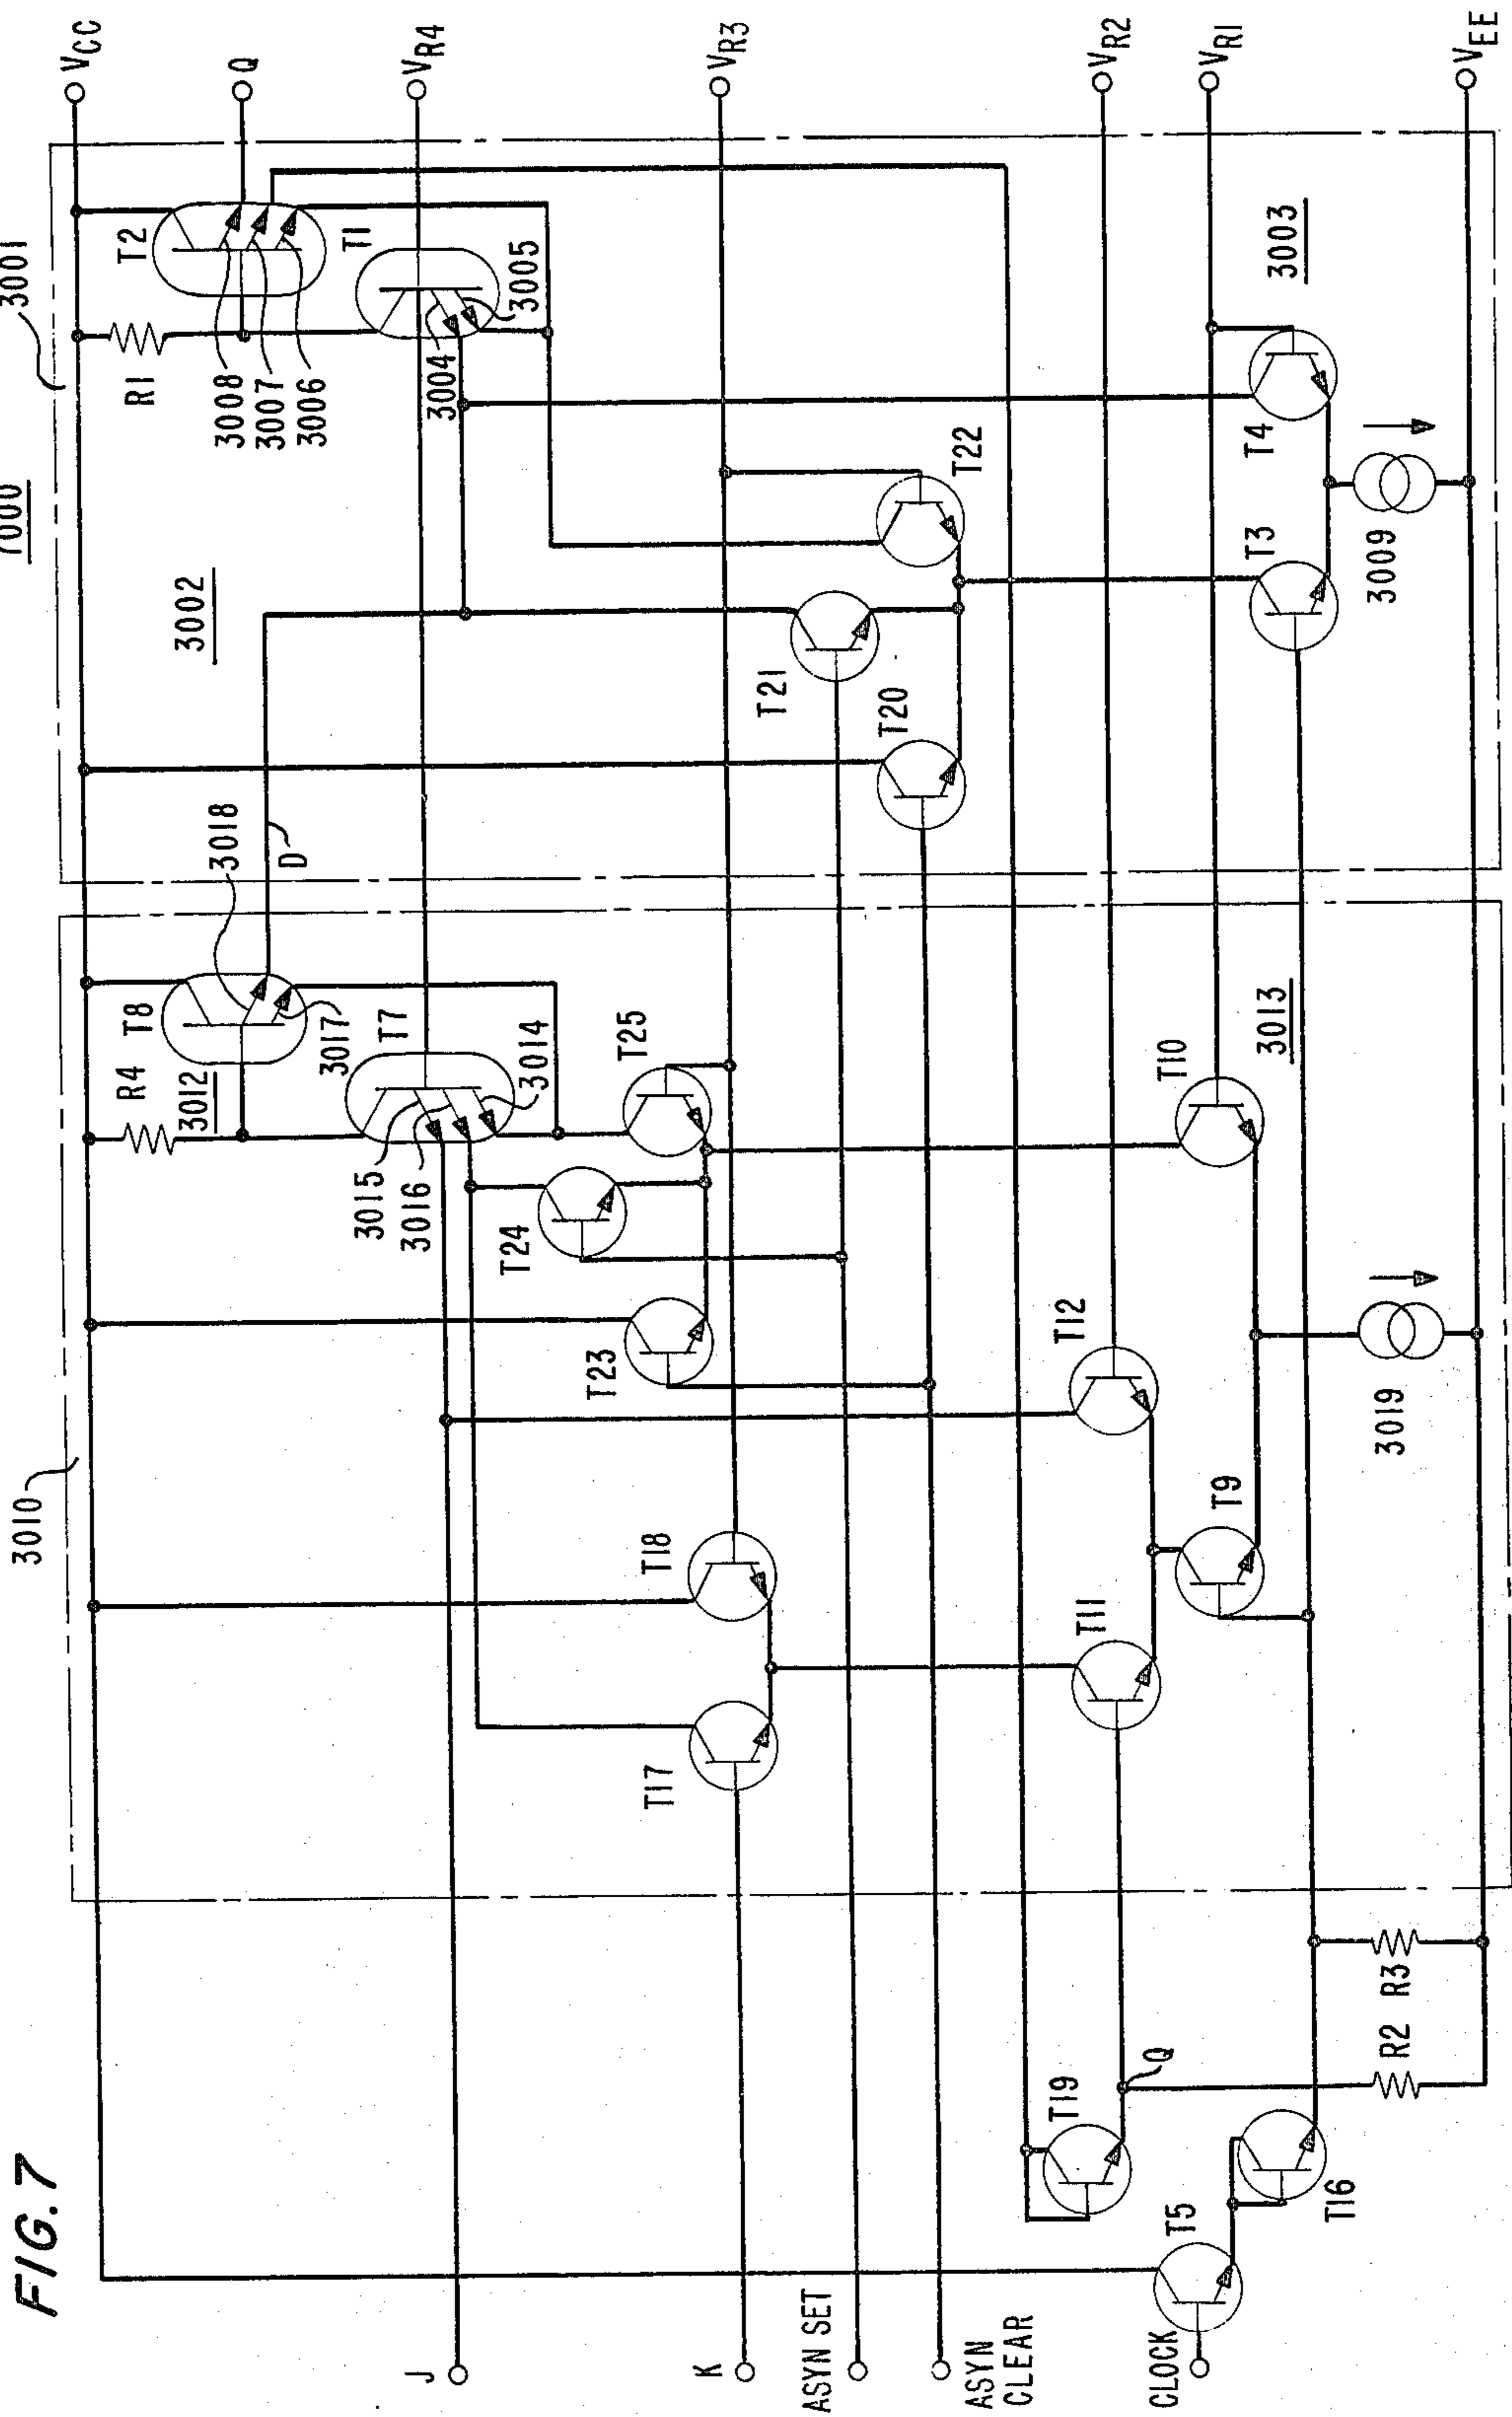 FIG. 7
7000
3001
3010
VCC
Q
VR4
VR3
VR2
VR1
VEE
T2
R1
3008
3007
3006
T1
3004
3005
3002
3018
D
T8
R4
3012
3017
T7
3014
3015
3016
T25
T24
T23
T22
T21
T20
T18
T17
T12
T11
T10
3013
T9
3003
T4
T3
3009
3019
T19
Q
R2
R3
T5
T16
J
K
ASYN SET
ASYN
CLEAR
CLOCK